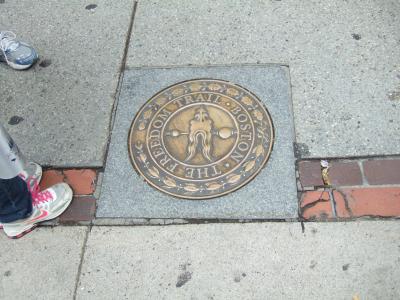 THE · FREEDOM TRAIL · BOSTON ·